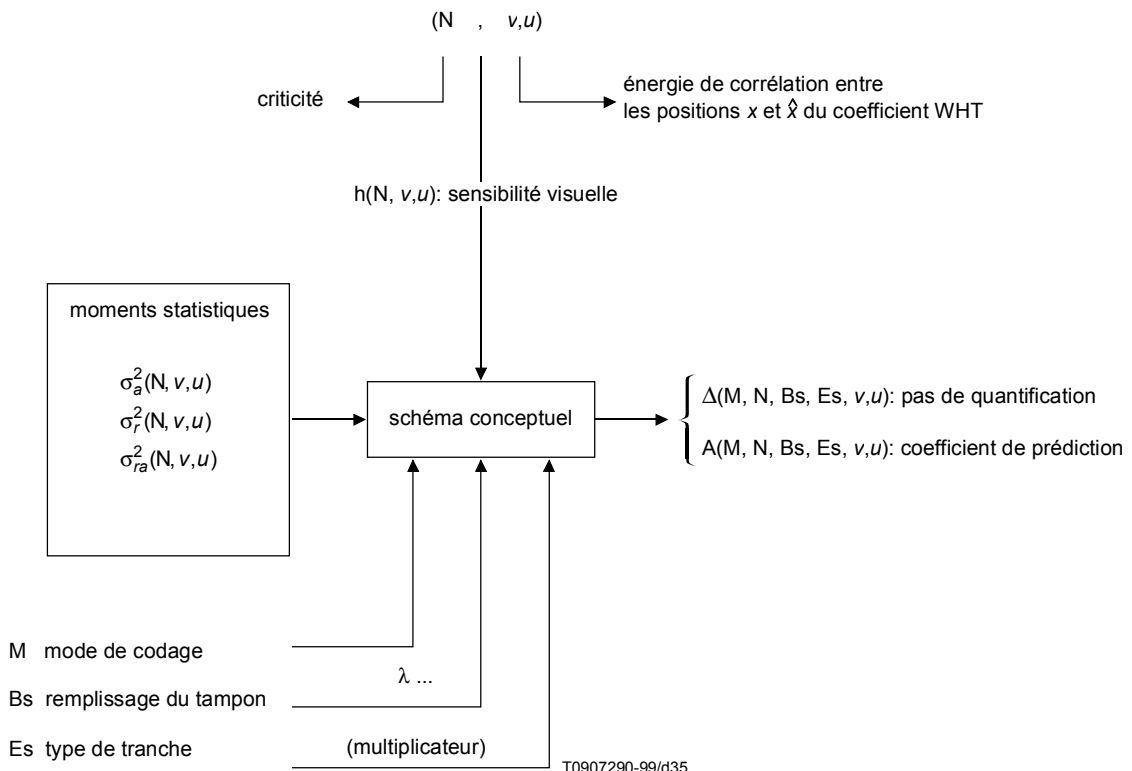 (N , v,u)
criticité
énergie de corrélation entre
les positions x et x̂ du coefficient WHT
h(N, v,u): sensibilité visuelle
moments statistiques
σ²ₐ(N, v,u)
σ²ᵣ(N, v,u)
σ²ᵣₐ(N, v,u)
schéma conceptuel
Δ(M, N, Bs, Es, v,u): pas de quantification
A(M, N, Bs, Es, v,u): coefficient de prédiction
M mode de codage
λ ...
Bs remplissage du tampon
Es type de tranche
(multiplicateur)
T0907290-99/d35